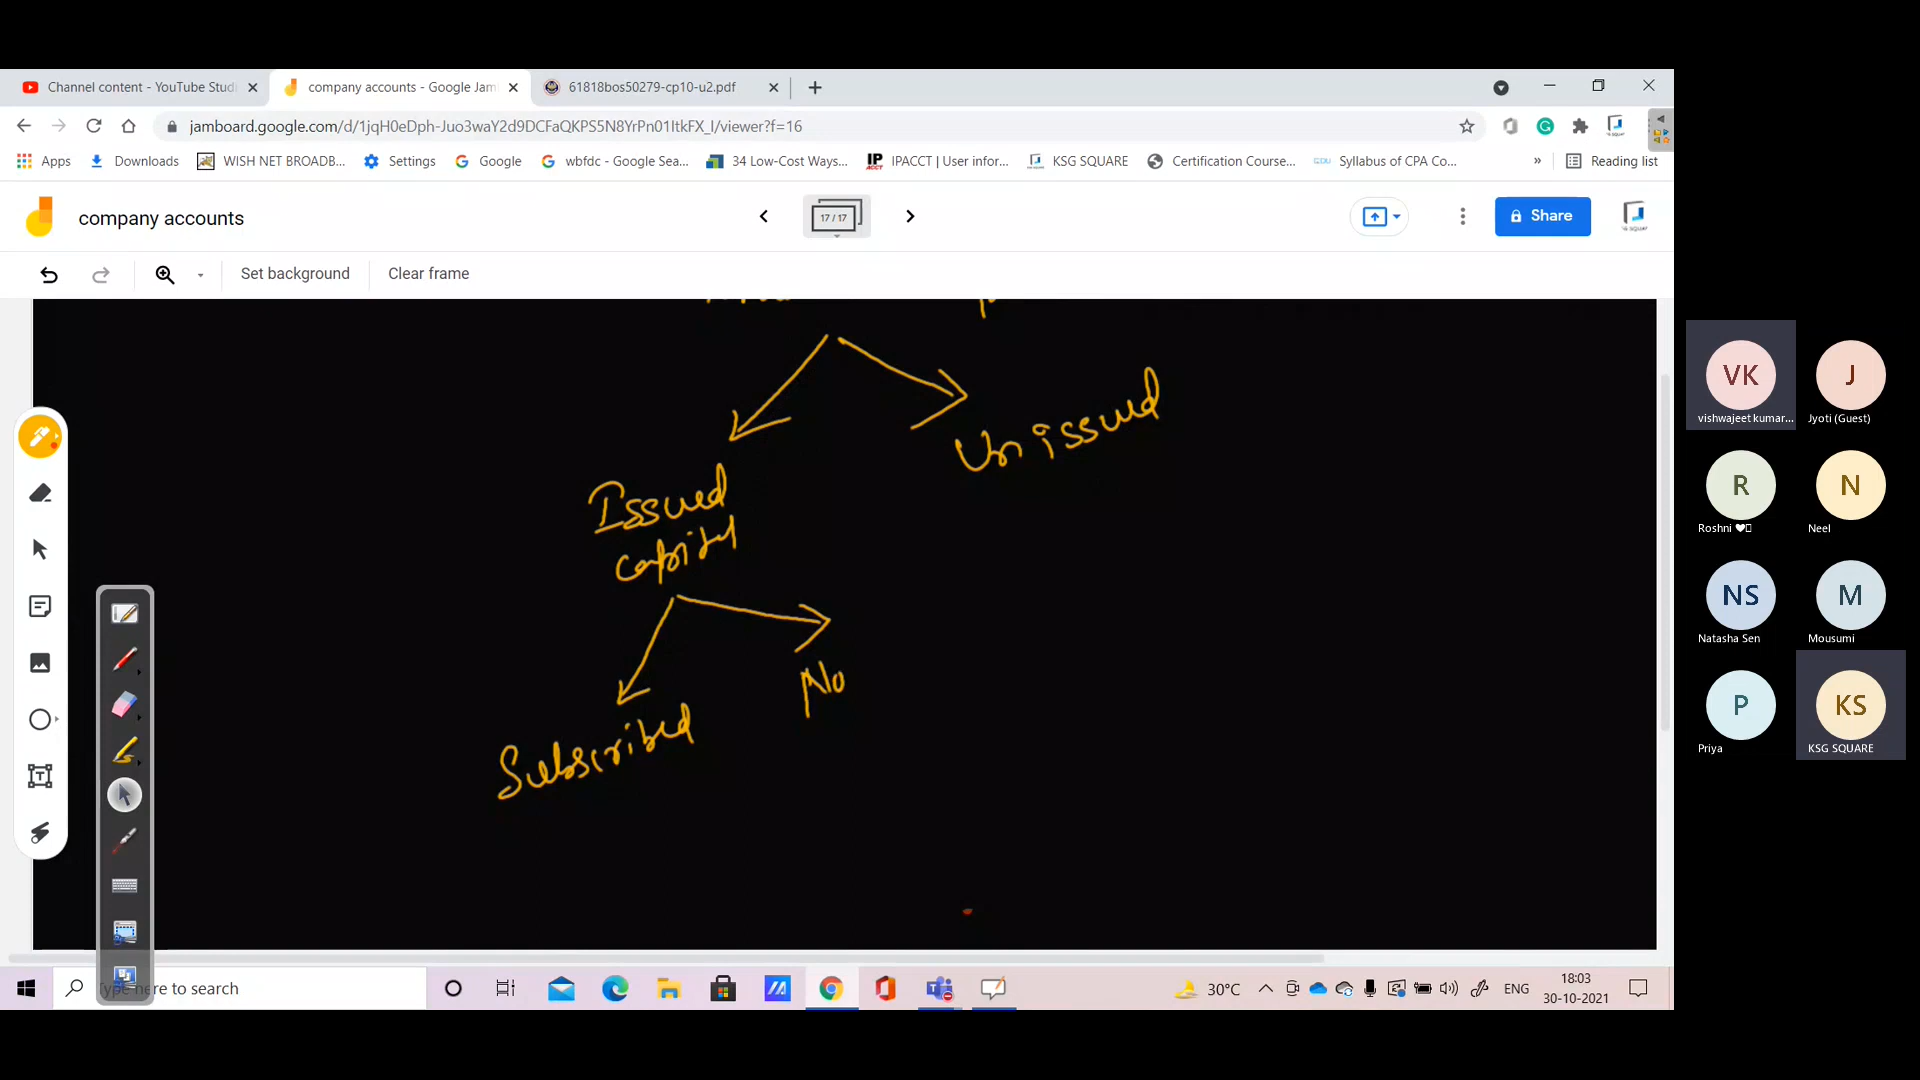 Channel content - YouTube Studi
company accounts - Google Jam
61818bos50279-cp10-u2.pdf
jamboard.google.com/d/1jqH0eDph-Juo3waY2d9DCFaQKPS5N8YrPn01ItkFX_I/viewer?f=16
Apps Downloads WISH NET BROADB... Settings Google wbfdc - Google Sea... 34 Low-Cost Ways... IPACCT | User infor... KSG SQUARE Certification Course... Syllabus of CPA Co... » Reading list
company accounts
17 / 17
Share
Set background Clear frame
Unissued
Issued
capital
No
Subscribed
VK
vishwajeet kumar...
J
Jyoti (Guest)
R
Roshni ❤
N
Neel
NS
Natasha Sen
M
Mousumi
P
Priya
KS
KSG SQUARE
Type here to search
30°C
ENG
18:03
30-10-2021